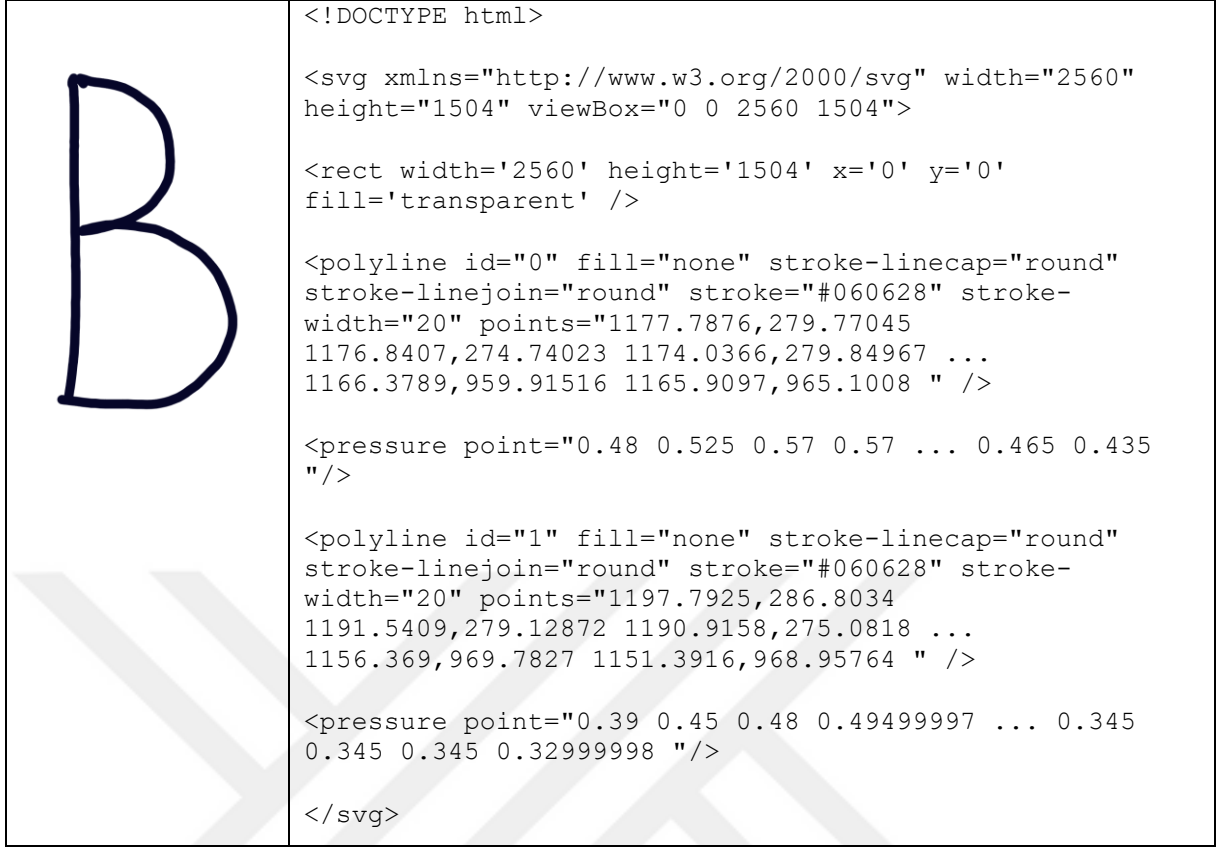 B
<!DOCTYPE html>
<svg xmlns="http://www.w3.org/2000/svg" width="2560"
height="1504" viewBox="0 0 2560 1504">
<rect width='2560' height='1504' x='0' y='0'
fill='transparent' />
<polyline id="0" fill="none" stroke-linecap="round"
stroke-linejoin="round" stroke="#060628" stroke-
width="20" points="1177.7876,279.77045
1176.8407,274.74023 1174.0366,279.84967 ...
1166.3789,959.91516 1165.9097,965.1008 " />
<pressure point="0.48 0.525 0.57 0.57 ... 0.465 0.435
"/>
<polyline id="1" fill="none" stroke-linecap="round"
stroke-linejoin="round" stroke="#060628" stroke-
width="20" points="1197.7925,286.8034
1191.5409,279.12872 1190.9158,275.0818 ...
1156.369,969.7827 1151.3916,968.95764 " />
<pressure point="0.39 0.45 0.48 0.49499997 ... 0.345
0.345 0.345 0.32999998 "/>
</svg>